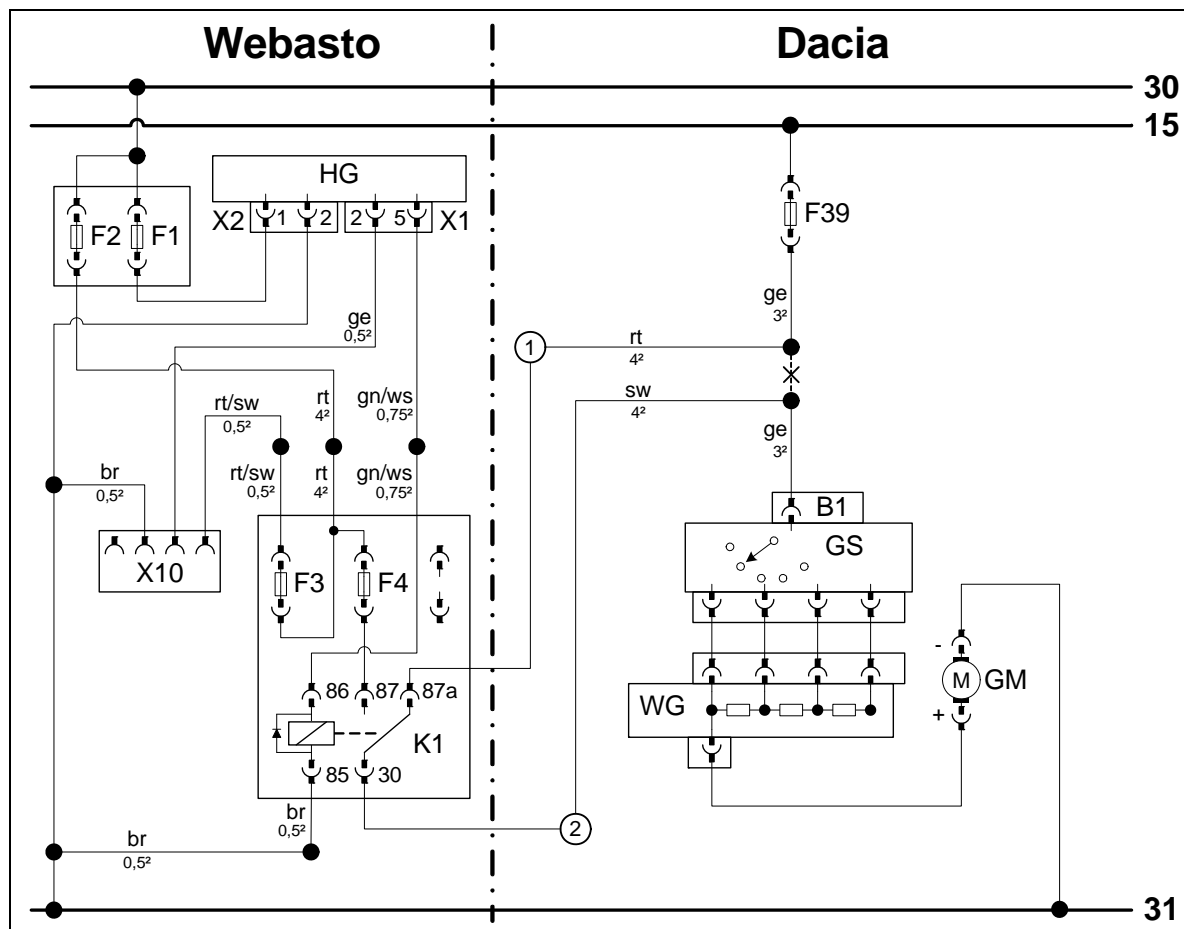 Webasto
Dacia
30
15
HG
X2
1
2
2
5
X1
F2
F1
F39
ge
0,5²
ge
3²
1
rt
4²
rt/sw
0,5²
rt
4²
gn/ws
0,75²
sw
4²
br
0,5²
rt/sw
0,5²
rt
4²
gn/ws
0,75²
ge
3²
B1
GS
X10
F3
F4
-
M
GM
+
86
87
87a
WG
K1
85
30
br
0,5²
2
br
0,5²
31